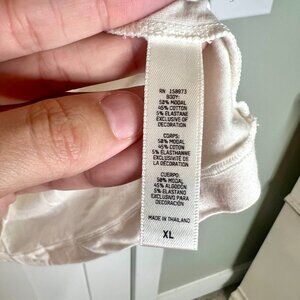 RN 158973
BODY:
50% MODAL
45% COTTON
5% ELASTANE
EXCLUSIVE OF
DECORATION
CORPS:
50% MODAL
45% COTON
5% ÉLASTHANNE
EXCLUSIVITÉ DE
LA DÉCORATION
CUERPO:
50% MODAL
45% ALGODÓN
5% ELASTANO
EXCLUSIVO PARA
DECORACIÓN
MADE IN THAILAND
XL